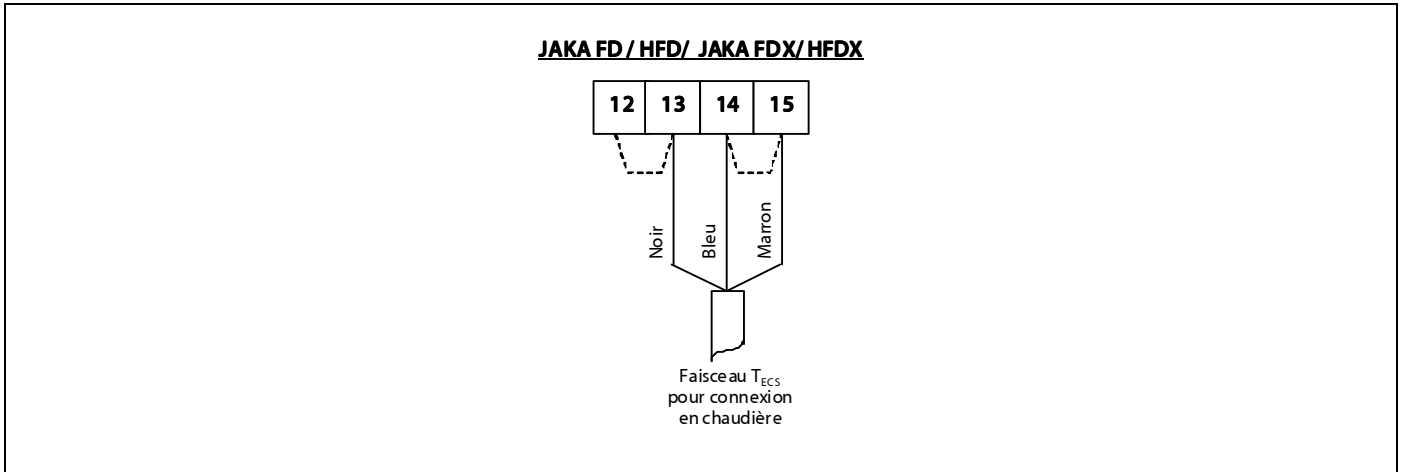 JAKA FD / HFD/ JAKA FDX/ HFDX
12 13 14 15
Noir Bleu Marron
Faisceau TECS
pour connexion
en chaudière